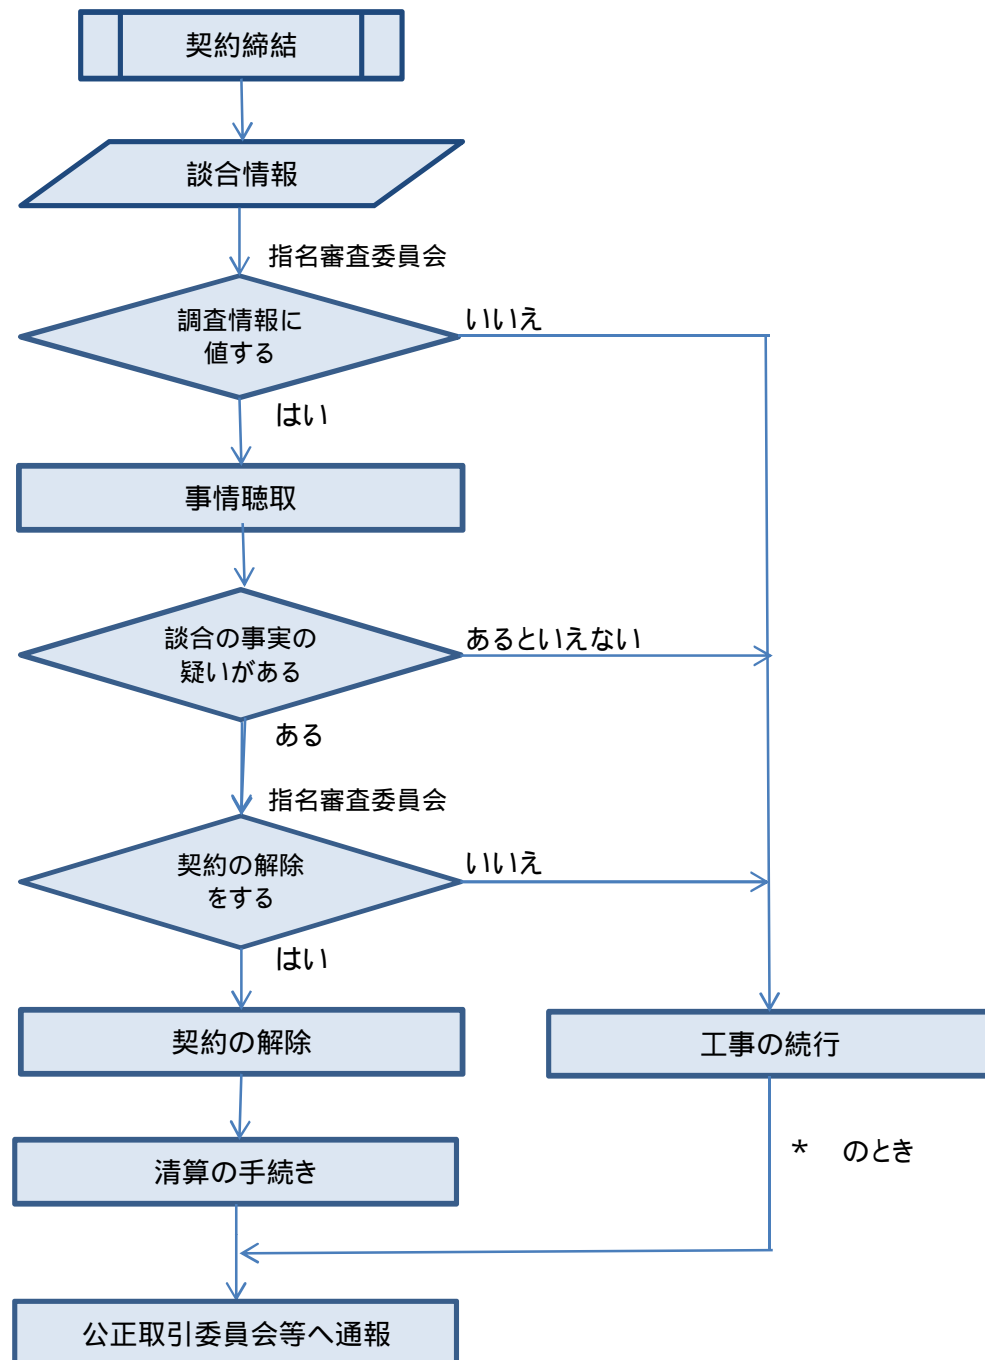 契約締結
談合情報
指名審査委員会
調査情報に
値する
いいえ
はい
事情聴取
談合の事実の
疑いがある
あるといえない
ある
指名審査委員会
契約の解除
をする
いいえ
はい
契約の解除
工事の続行
清算の手続き
* のとき
公正取引委員会等へ通報